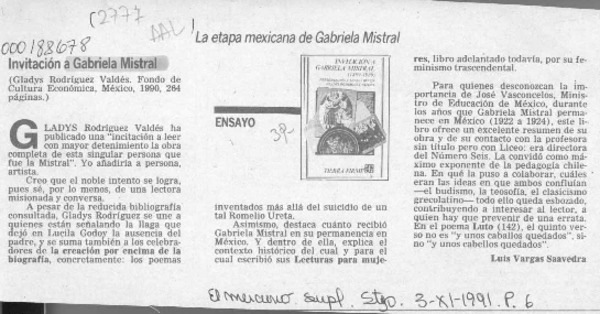 (2777
AAL)
000188678
La etapa mexicana de Gabriela Mistral
Invitación a Gabriela Mistral
(Gladys Rodríguez Valdés. Fondo de
Cultura Económica, México, 1990, 264
páginas.)
GLADYS Rodríguez Valdés ha
publicado una "incitación a leer
con mayor detenimiento la obra
completa de esta singular persona que
fue la Mistral". Yo añadiría a persona,
artista.
Creo que el noble intento se logra,
pues sé, por lo menos, de una lectora
misionada y conversa.
A pesar de la reducida bibliografía
consultada, Gladys Rodríguez se une a
quienes están señalando la llaga que
dejó en Lucila Godoy la ausencia del
padre, y se suma también a los celebra-
dores de la creación por encima de la
biografía, concretamente: los poemas
ENSAYO
39-
INVITACIÓN A
GABRIELA MISTRAL
TIERRA FIRME
inventados más allá del suicidio de un
tal Romelio Ureta.
Asimismo, destaca cuánto recibió
Gabriela Mistral en su permanencia en
México. Y dentro de ella, explica el
contexto histórico del cual y para el
cual escribió sus Lecturas para muje-
res, libro adelantado todavía, por su fe-
minismo trascendental.
Para quienes desconozcan la im-
portancia de José Vasconcelos, Minis-
tro de Educación de México, durante
los años que Gabriela Mistral perma-
nece en México (1922 a 1924), este li-
bro ofrece un excelente resumen de su
obra y de su contacto con la profesora
sin título pero con Liceo: era directora
del Número Seis. La convidó como má-
ximo exponente de la pedagogía chile-
na. En qué la puso a colaborar, cuáles
eran las ideas en que ambos confluían
—el budismo, la teosofía, el clasicismo
grecolatino— todo ello queda esbozado,
contribuyendo a interesar al lector, a
quien hay que prevenir de una errata.
En el poema Luto (142), el quinto ver-
so no es "y unos caballos quedados", si-
no "y unos cabellos quedados".
Luis Vargas Saavedra
El Mercurio. Supl. Stgo. 3-XI-1991. P. 6